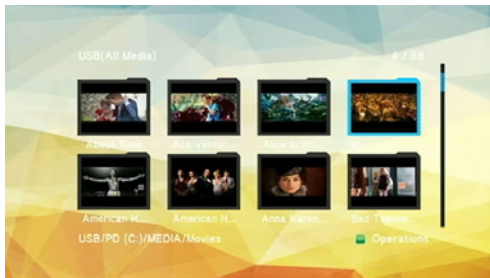 USB(All Media)
4 / 68
About Time
Ace Ventur...
Alice In W...
American H...
American H...
Anna Karen...
Bad Teache...
USB/PD (C:)/MEDIA/Movies
Operations